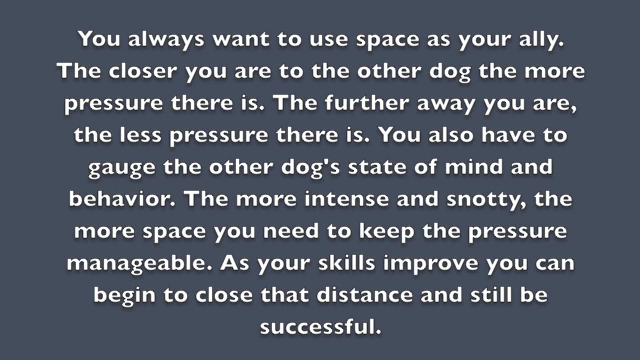 You always want to use space as your ally.
The closer you are to the other dog the more
pressure there is. The further away you are,
the less pressure there is. You also have to
gauge the other dog's state of mind and
behavior. The more intense and snotty, the
more space you need to keep the pressure
manageable. As your skills improve you can
begin to close that distance and still be
successful.